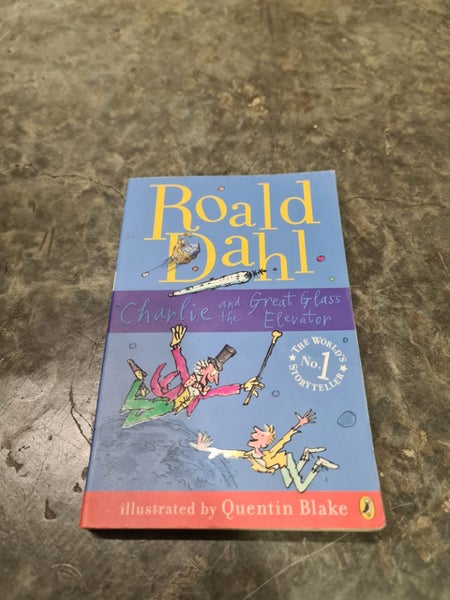 Roald
Dahl
Charlie and Great Glass
the Elevator
THE WORLD'S
No.1
STORYTELLER
illustrated by Quentin Blake